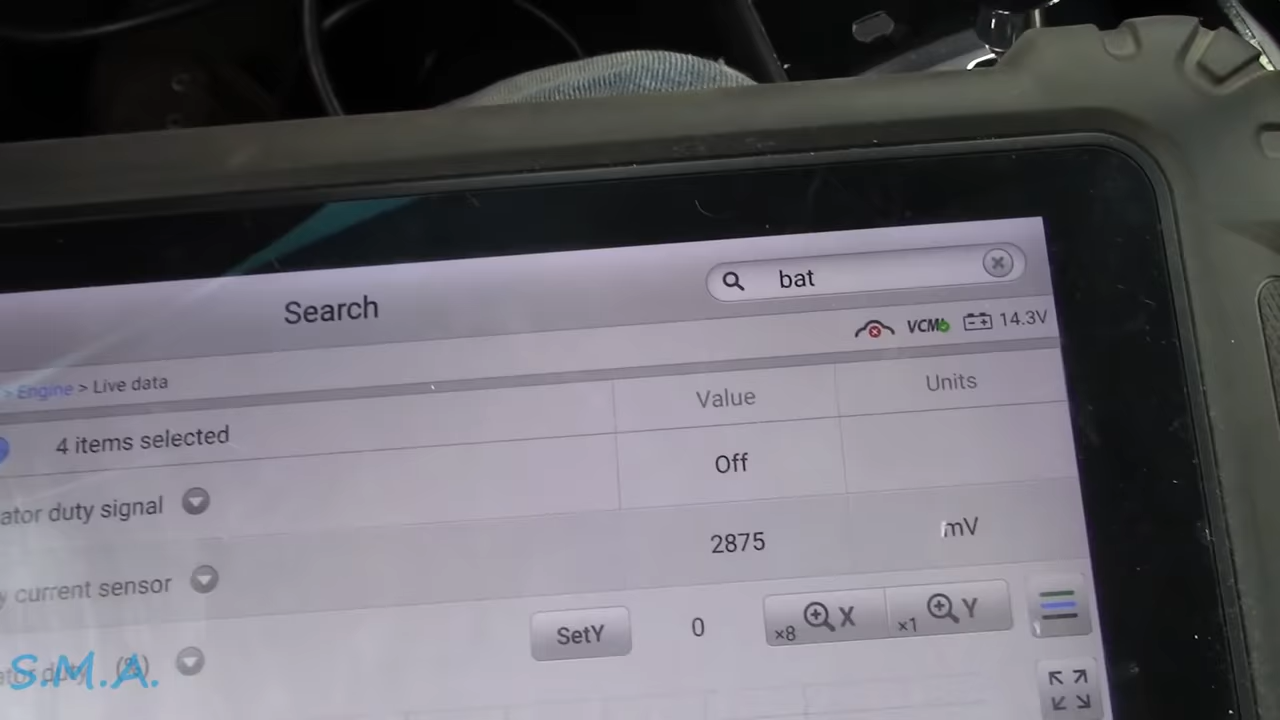 Search
bat
VCM 14.3V
> Engine > Live data
4 items selected
Value
Units
ator duty signal
Off
y current sensor
2875
mV
SetY
0
x8 X
x1 Y
S.M.A.
(%)